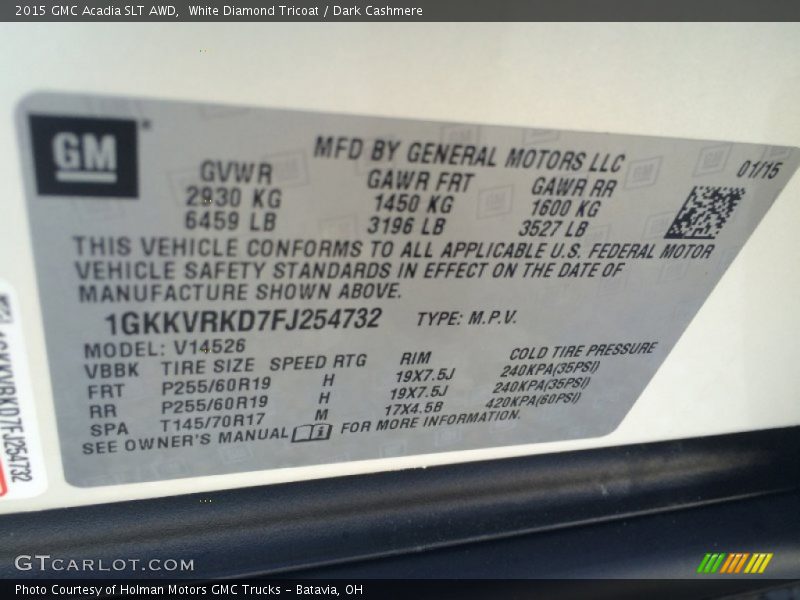 2015 GMC Acadia SLT AWD, White Diamond Tricoat / Dark Cashmere
GM
MFD BY GENERAL MOTORS LLC
01/15
GVWR GAWR FRT GAWR RR
2930 KG 1450 KG 1600 KG
6459 LB 3196 LB 3527 LB
THIS VEHICLE CONFORMS TO ALL APPLICABLE U.S. FEDERAL MOTOR
VEHICLE SAFETY STANDARDS IN EFFECT ON THE DATE OF
MANUFACTURE SHOWN ABOVE.
1GKKVRKD7FJ254732 TYPE: M.P.V.
MODEL: V14526
VBBK TIRE SIZE SPEED RTG RIM COLD TIRE PRESSURE
FRT P255/60R19 H 19X7.5J 240KPA(35PSI)
RR P255/60R19 H 19X7.5J 240KPA(35PSI)
SPA T145/70R17 M 17X4.5B 420KPA(60PSI)
SEE OWNER'S MANUAL FOR MORE INFORMATION.
1GKKVRKD7FJ254732
GTCARLOT.COM
Photo Courtesy of Holman Motors GMC Trucks – Batavia, OH